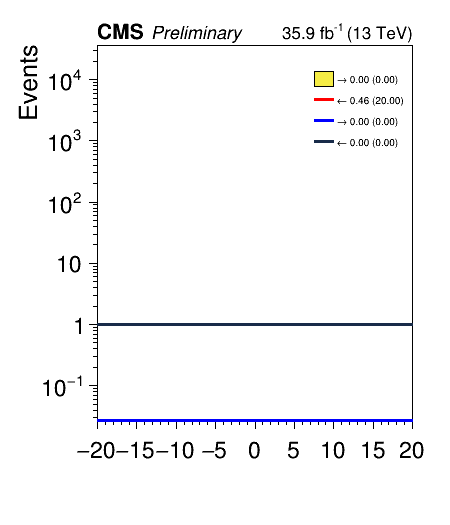 CMS Preliminary 35.9 fb⁻¹ (13 TeV)
Events
→ 0.00 (0.00)
← 0.46 (20.00)
→ 0.00 (0.00)
← 0.00 (0.00)
10⁴
10³
10²
10
1
10⁻¹
−20 −15 −10 −5 0 5 10 15 20